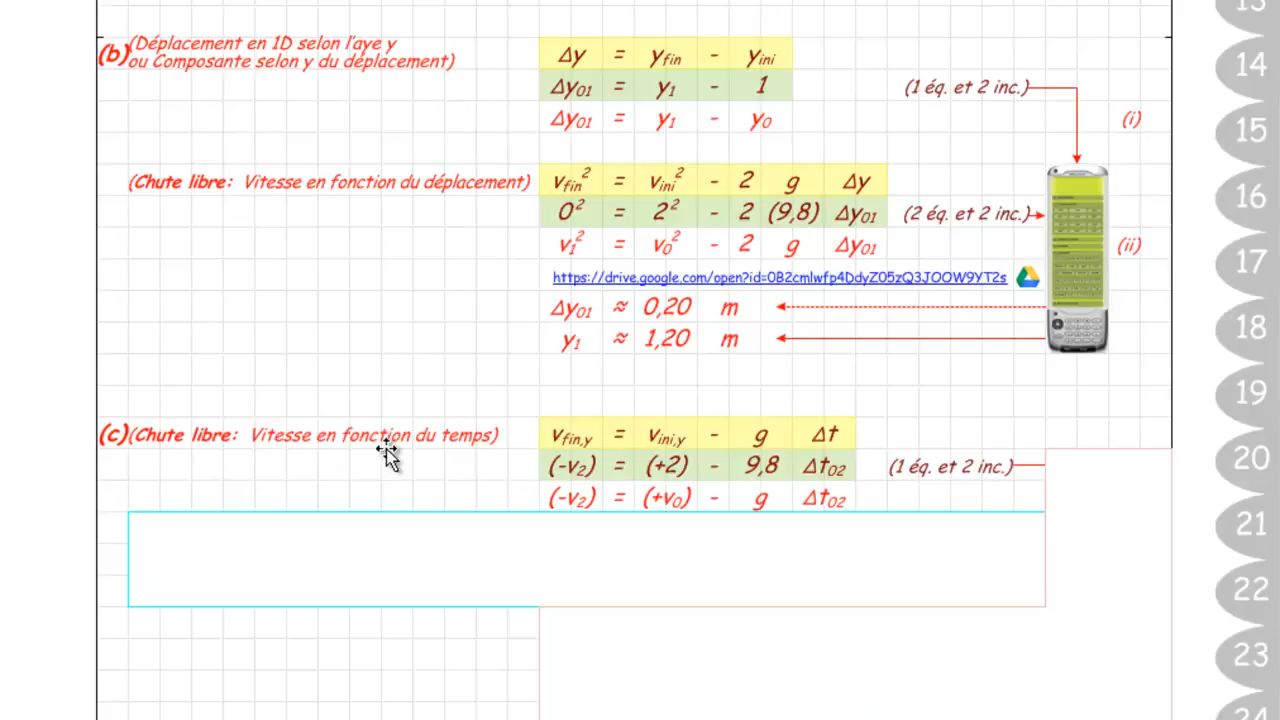 13
(b) (Déplacement en 1D selon l'aye y
ou Composante selon y du déplacement)
Δy = yfin - yini
Δy01 = y1 - 1 (1 éq. et 2 inc.)
14
Δy01 = y1 - y0 (i)
15
(Chute libre: Vitesse en fonction du déplacement) vfin² = vini² - 2 g Δy
16
0² = 2² - 2 (9,8) Δy01 (2 éq. et 2 inc.)
v1² = v0² - 2 g Δy01 (ii)
17
https://drive.google.com/open?id=0B2cmlwfp4DdyZ05zQ3JOOW9YT2s
Δy01 ≈ 0,20 m
18
y1 ≈ 1,20 m
19
(c) (Chute libre: Vitesse en fonction du temps) vfin,y = vini,y - g Δt
20
(-v2) = (+2) - 9,8 Δt02 (1 éq. et 2 inc.)
(-v2) = (+v0) - g Δt02
21
22
23
24